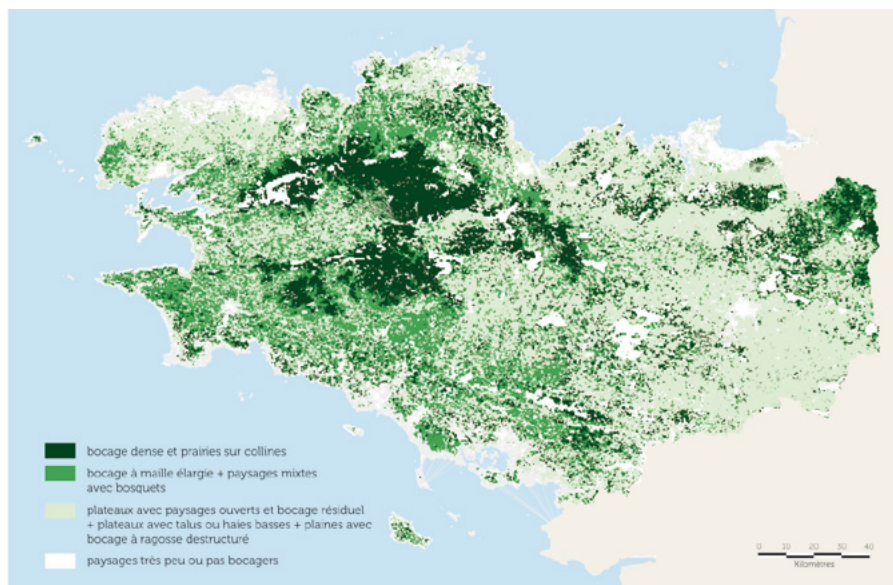 bocage dense et prairies sur collines
bocage à maille élargie + paysages mixtes
avec bosquets
plateaux avec paysages ouverts et bocage résiduel
+ plateaux avec talus ou haies basses + plaines avec
bocage à ragosse destructuré
paysages très peu ou pas bocagers
0 10 20 30 40
Kilomètres